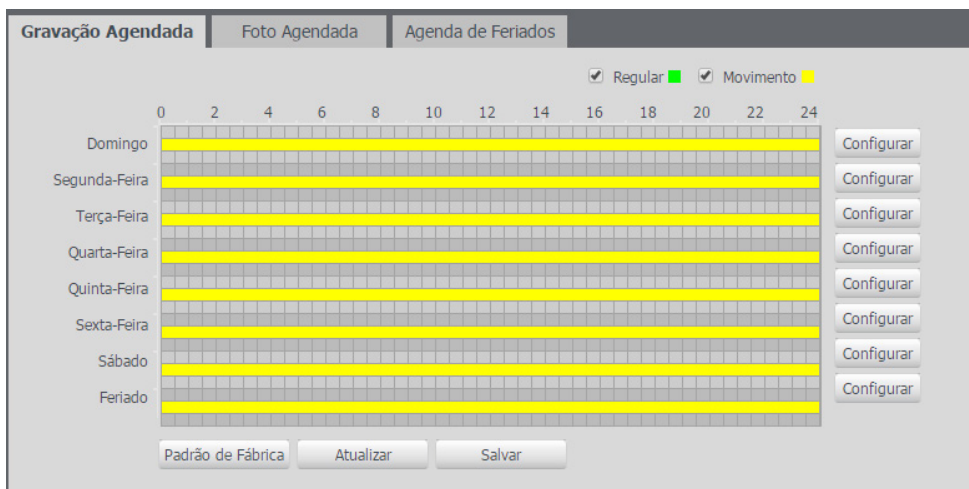 Gravação Agendada Foto Agendada Agenda de Feriados
Regular Movimento
0 2 4 6 8 10 12 14 16 18 20 22 24
Domingo Configurar
Segunda-Feira Configurar
Terça-Feira Configurar
Quarta-Feira Configurar
Quinta-Feira Configurar
Sexta-Feira Configurar
Sábado Configurar
Feriado Configurar
Padrão de Fábrica Atualizar Salvar